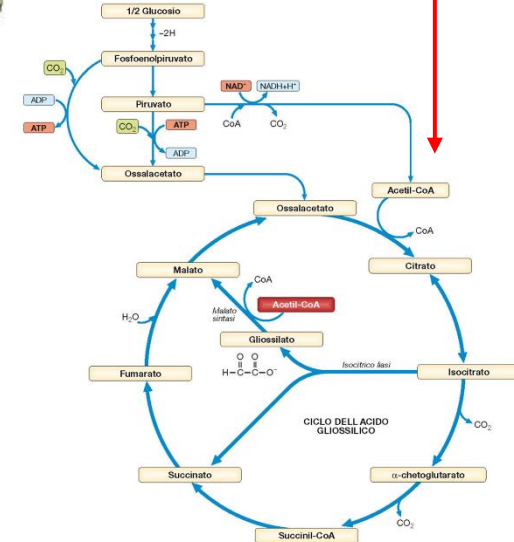 1/2 Glucosio
–2H
Fosfoenolpiruvato
CO₂
ADP
ATP
Piruvato
NAD⁺
NADH+H⁺
CoA
CO₂
CO₂
ATP
ADP
Ossalacetato
Acetil-CoA
CoA
Ossalacetato
Citrato
Malato
CoA
Acetil-CoA
Malato
sintasi
H₂O
Gliossilato
O O
H–C–C–O⁻
Isocitrico liasi
Fumarato
Isocitrato
CICLO DELL'ACIDO
GLIOSSILICO
CO₂
Succinato
α-chetoglutarato
CO₂
Succinil-CoA